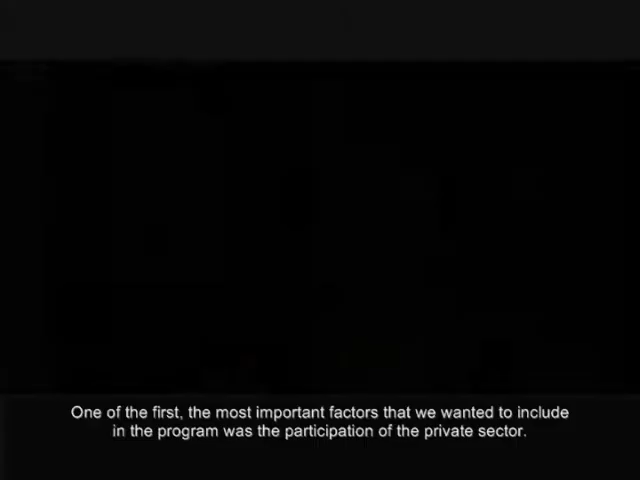 One of the first, the most important factors that we wanted to include
in the program was the participation of the private sector.